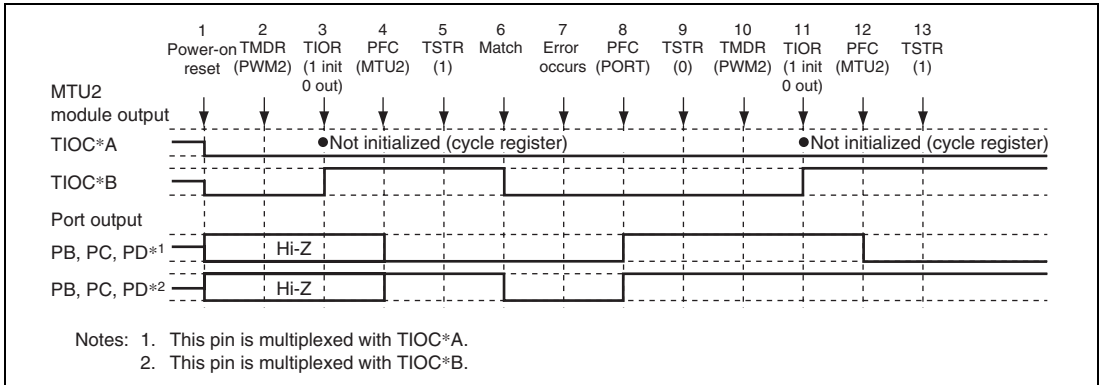 1 2 3 4 5 6 7 8 9 10 11 12 13
Power-on TMDR TIOR PFC TSTR Match Error PFC TSTR TMDR TIOR PFC TSTR
reset (PWM2) (1 init (MTU2) (1) occurs (PORT) (0) (PWM2) (1 init (MTU2) (1)
0 out) 0 out)
MTU2
module output
TIOC*A ●Not initialized (cycle register) ●Not initialized (cycle register)
TIOC*B
Port output
PB, PC, PD*1 Hi-Z
PB, PC, PD*2 Hi-Z
Notes: 1. This pin is multiplexed with TIOC*A.
2. This pin is multiplexed with TIOC*B.